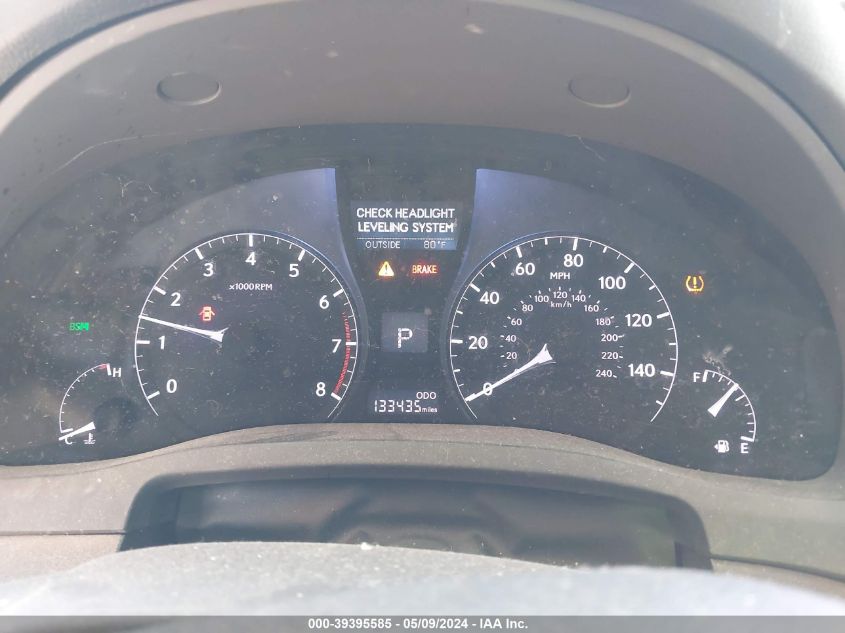 CHECK HEADLIGHT
LEVELING SYSTEM
OUTSIDE 80°F
BRAKE
0 1 2 3 4 5 6 7 8
x1000RPM
P
ODO
133435miles
0 20 40 60 80 100 120 140
MPH
20 40 60 80 100 120 140 160 180 200 220 240
km/h
BSM
H
C
F
E
000-39395585 - 05/09/2024 - IAA Inc.